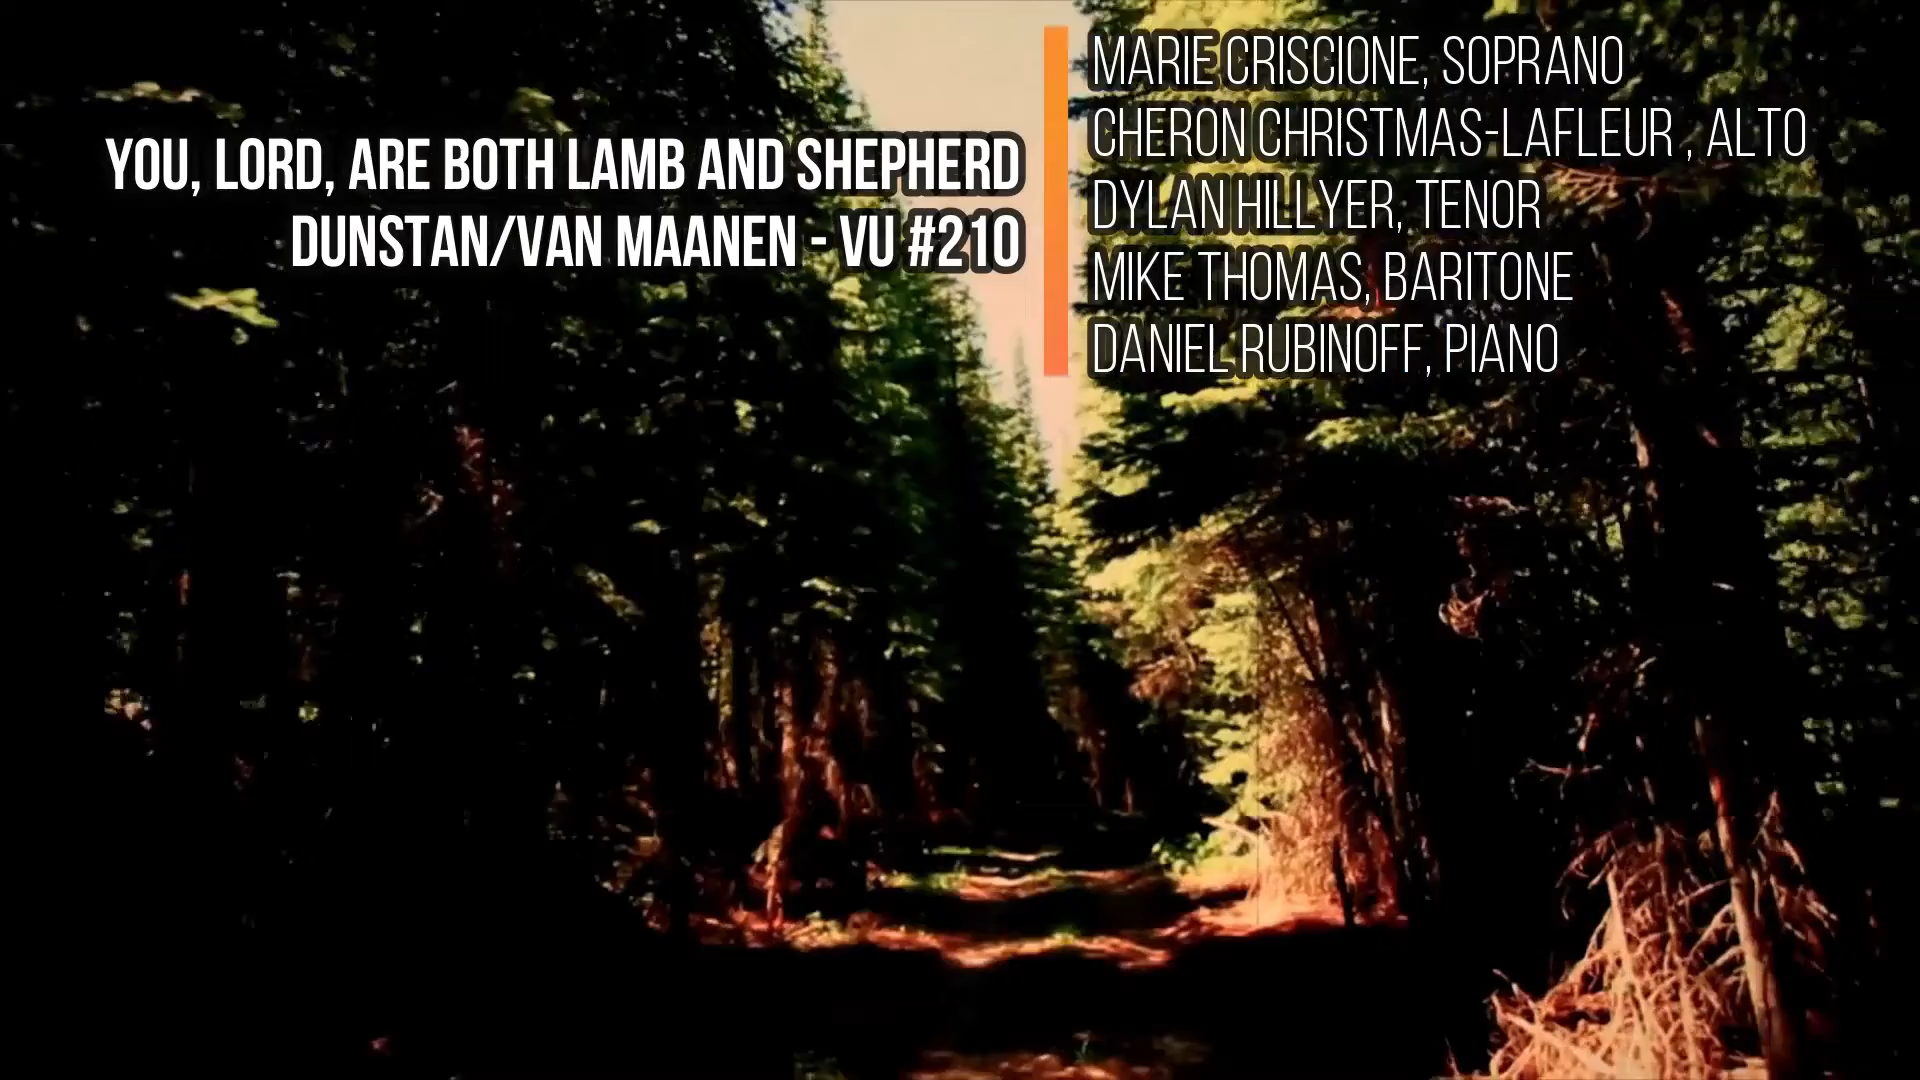 YOU, LORD, ARE BOTH LAMB AND SHEPHERD
DUNSTAN/VAN MAANEN - VU #210
MARIE CRISCIONE, SOPRANO
CHERON CHRISTMAS-LAFLEUR , ALTO
DYLAN HILLYER, TENOR
MIKE THOMAS, BARITONE
DANIEL RUBINOFF, PIANO